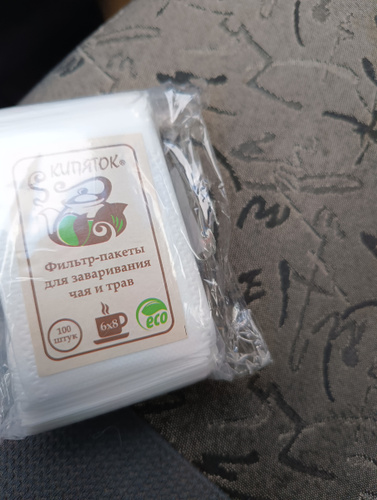 КИПЯТОК®
Фильтр-пакеты
для заваривания
чая и трав
100
штук
6x8
eco